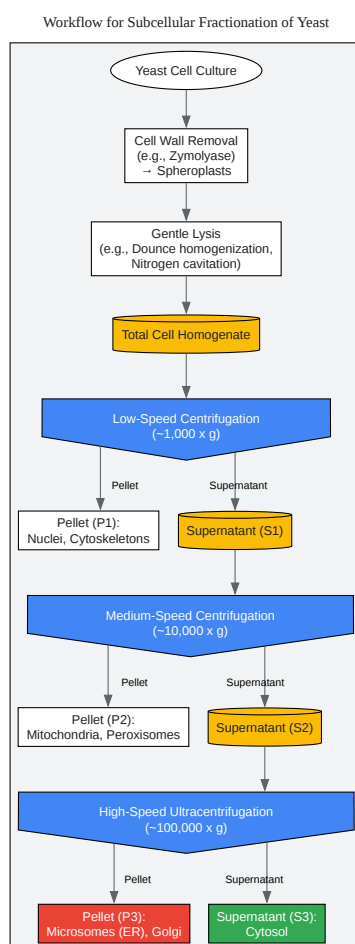 Workflow for Subcellular Fractionation of Yeast
Yeast Cell Culture
Cell Wall Removal
(e.g., Zymolyase)
→ Spheroplasts
Gentle Lysis
(e.g., Dounce homogenization,
Nitrogen cavitation)
Total Cell Homogenate
Low-Speed Centrifugation
(~1,000 x g)
Pellet
Supernatant
Pellet (P1):
Nuclei, Cytoskeletons
Supernatant (S1)
Medium-Speed Centrifugation
(~10,000 x g)
Pellet
Supernatant
Pellet (P2):
Mitochondria, Peroxisomes
Supernatant (S2)
High-Speed Ultracentrifugation
(~100,000 x g)
Pellet
Supernatant
Pellet (P3):
Microsomes (ER), Golgi
Supernatant (S3):
Cytosol